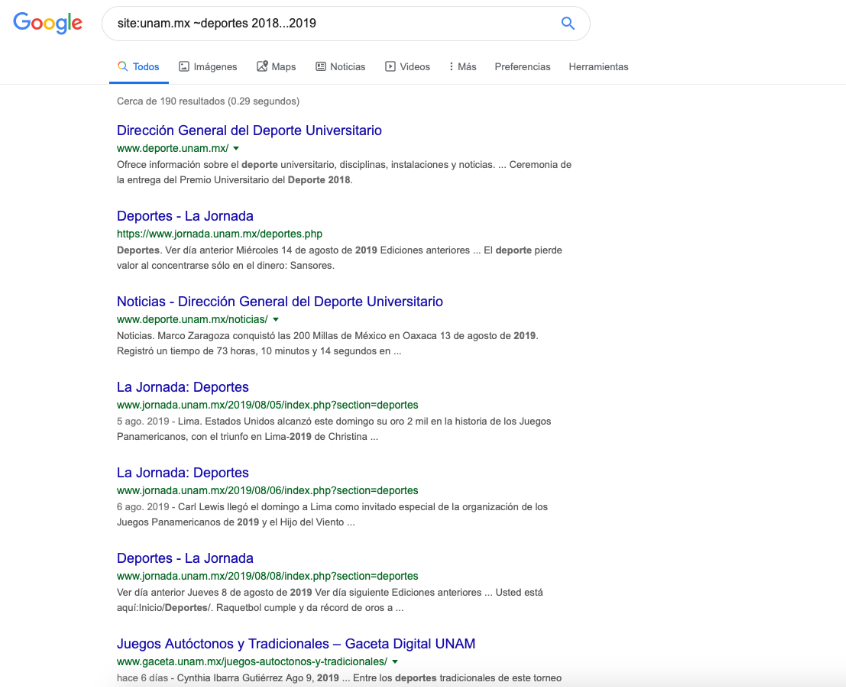 Google
site:unam.mx ~deportes 2018...2019
Todos Imágenes Maps Noticias Videos Más Preferencias Herramientas
Cerca de 190 resultados (0.29 segundos)
Dirección General del Deporte Universitario
www.deporte.unam.mx/
Ofrece información sobre el deporte universitario, disciplinas, instalaciones y noticias. ... Ceremonia de
la entrega del Premio Universitario del Deporte 2018.
Deportes - La Jornada
https://www.jornada.unam.mx/deportes.php
Deportes. Ver día anterior Miércoles 14 de agosto de 2019 Ediciones anteriores ... El deporte pierde
valor al concentrarse sólo en el dinero: Sansores.
Noticias - Dirección General del Deporte Universitario
www.deporte.unam.mx/noticias/
Noticias. Marco Zaragoza conquistó las 200 Millas de México en Oaxaca 13 de agosto de 2019.
Registró un tiempo de 73 horas, 10 minutos y 14 segundos en ...
La Jornada: Deportes
www.jornada.unam.mx/2019/08/05/index.php?section=deportes
5 ago. 2019 - Lima. Estados Unidos alcanzó este domingo su oro 2 mil en la historia de los Juegos
Panamericanos, con el triunfo en Lima-2019 de Christina ...
La Jornada: Deportes
www.jornada.unam.mx/2019/08/06/index.php?section=deportes
6 ago. 2019 - Carl Lewis llegó el domingo a Lima como invitado especial de la organización de los
Juegos Panamericanos de 2019 y el Hijo del Viento ...
Deportes - La Jornada
www.jornada.unam.mx/2019/08/08/index.php?section=deportes
Ver día anterior Jueves 8 de agosto de 2019 Ver día siguiente Ediciones anteriores ... Usted está
aquí:Inicio/Deportes/. Raquetbol cumple y da récord de oros a ...
Juegos Autóctonos y Tradicionales – Gaceta Digital UNAM
www.gaceta.unam.mx/juegos-autoctonos-y-tradicionales/
hace 6 días - Cynthia Ibarra Gutiérrez Ago 9, 2019 ... Entre los deportes tradicionales de este torneo